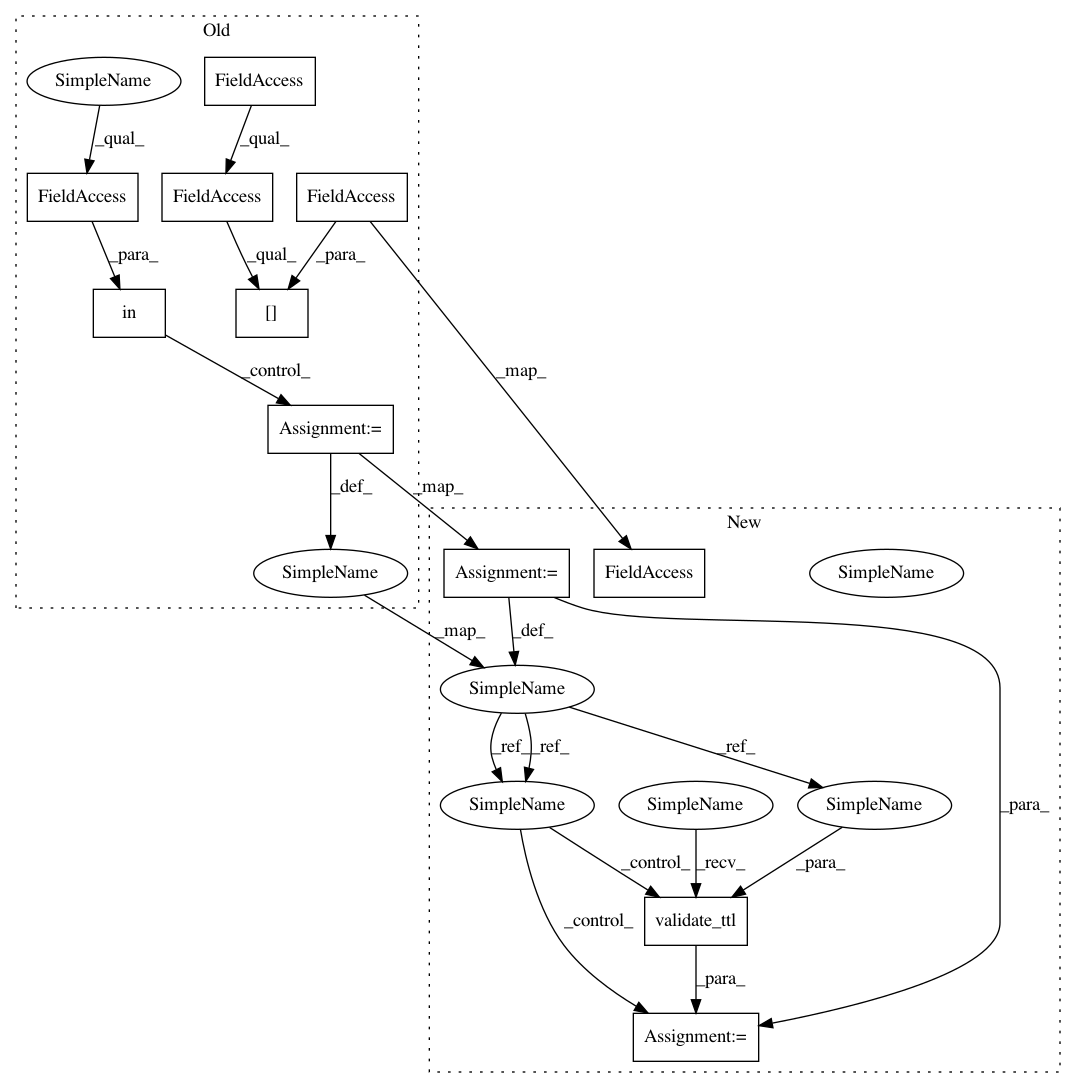 Old
SimpleName
FieldAccess
_qual_
_qual_
FieldAccess
FieldAccess
FieldAccess
_para_
_qual_
_para_
in
[]
_control_
_map_
Assignment:=
_def_
_map_
New
SimpleName
Assignment:=
FieldAccess
SimpleName
_map_
_def_
SimpleName
_ref_
_ref_
_ref_
SimpleName
SimpleName
SimpleName
_para_
_control_
_recv_
_para_
_control_
validate_ttl
_para_
Assignment:=